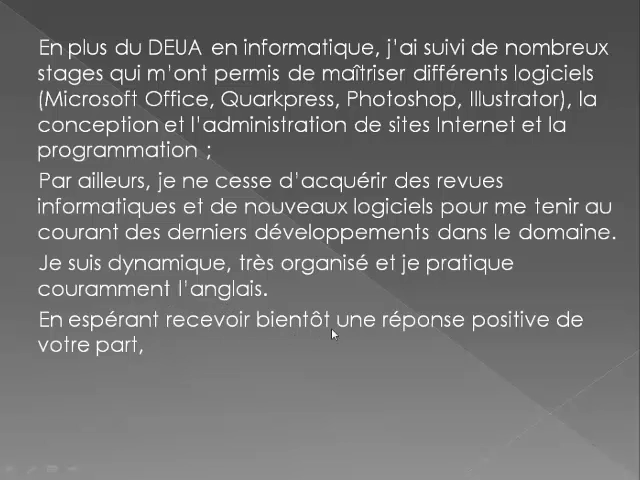 En plus du DEUA en informatique, j'ai suivi de nombreux
stages qui m'ont permis de maîtriser différents logiciels
(Microsoft Office, Quarkpress, Photoshop, Illustrator), la
conception et l'administration de sites Internet et la
programmation ;
Par ailleurs, je ne cesse d'acquérir des revues
informatiques et de nouveaux logiciels pour me tenir au
courant des derniers développements dans le domaine.
Je suis dynamique, très organisé et je pratique
couramment l'anglais.
En espérant recevoir bientôt une réponse positive de
votre part,